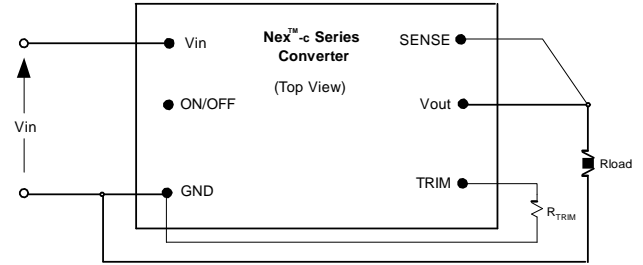 Nex™-c Series
Converter
(Top View)
Vin
ON/OFF
GND
SENSE
Vout
TRIM
Vin
Rload
RTRIM